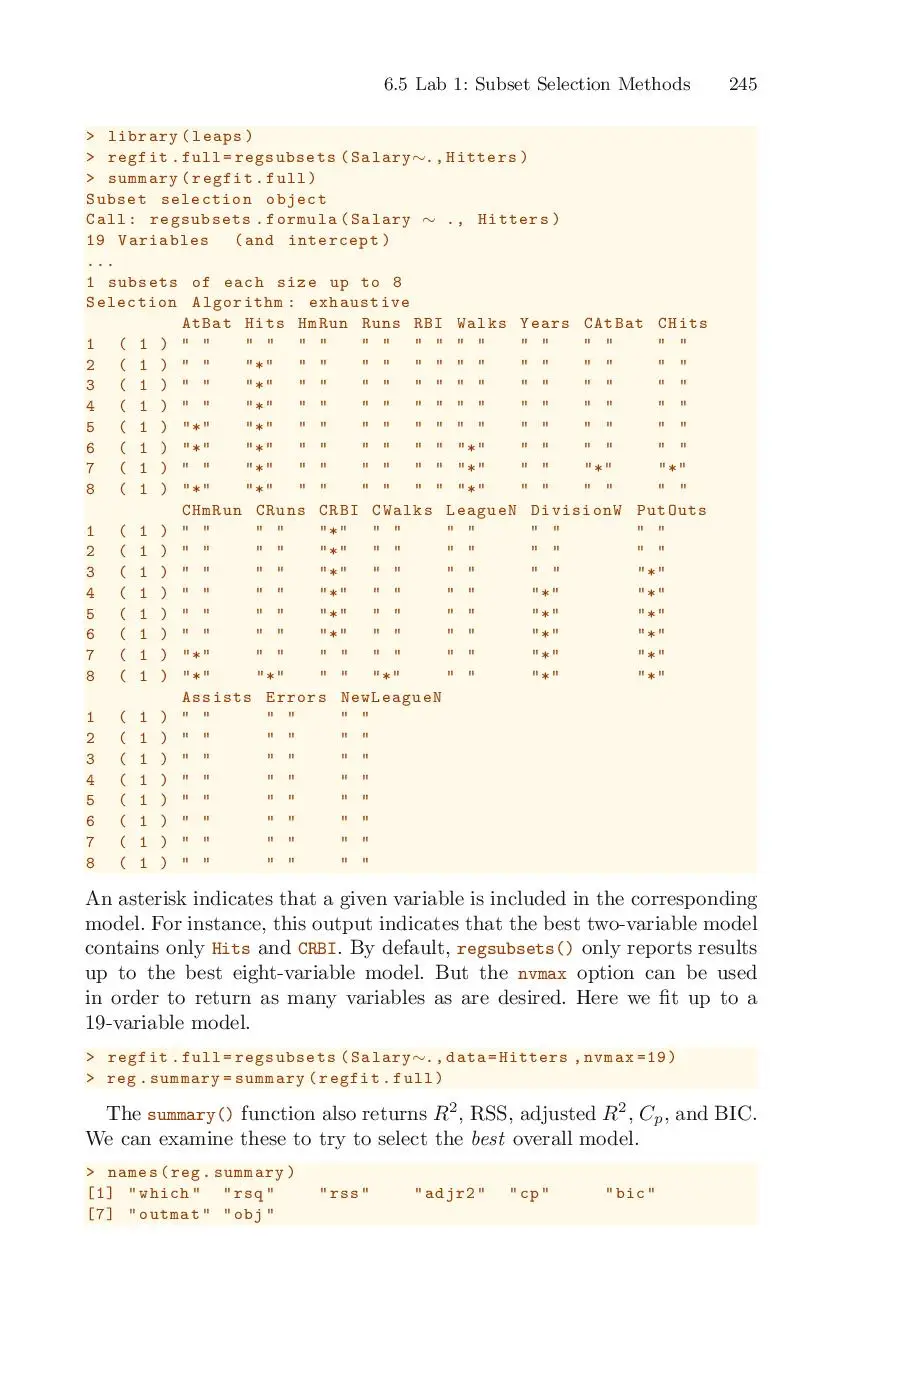 6.5 Lab 1: Subset Selection Methods 245
> library(leaps)
> regfit.full=regsubsets(Salary∼.,Hitters)
> summary(regfit.full)
Subset selection object
Call: regsubsets.formula(Salary ∼ ., Hitters)
19 Variables  (and intercept)
...
1 subsets of each size up to 8
Selection Algorithm: exhaustive
         AtBat Hits HmRun Runs RBI Walks Years CAtBat CHits
1  ( 1 ) " "   " "  " "   " "  " " " "   " "   " "    " "
2  ( 1 ) " "   "*"  " "   " "  " " " "   " "   " "    " "
3  ( 1 ) " "   "*"  " "   " "  " " " "   " "   " "    " "
4  ( 1 ) " "   "*"  " "   " "  " " " "   " "   " "    " "
5  ( 1 ) "*"   "*"  " "   " "  " " " "   " "   " "    " "
6  ( 1 ) "*"   "*"  " "   " "  " " "*"   " "   " "    " "
7  ( 1 ) " "   "*"  " "   " "  " " "*"   " "   "*"    "*"
8  ( 1 ) "*"   "*"  " "   " "  " " "*"   " "   " "    " "
         CHmRun CRuns CRBI CWalks LeagueN DivisionW PutOuts
1  ( 1 ) " "    " "   "*"  " "    " "     " "       " "
2  ( 1 ) " "    " "   "*"  " "    " "     " "       " "
3  ( 1 ) " "    " "   "*"  " "    " "     " "       "*"
4  ( 1 ) " "    " "   "*"  " "    " "     "*"       "*"
5  ( 1 ) " "    " "   "*"  " "    " "     "*"       "*"
6  ( 1 ) " "    " "   "*"  " "    " "     "*"       "*"
7  ( 1 ) "*"    " "   " "  " "    " "     "*"       "*"
8  ( 1 ) "*"    "*"   " "  "*"    " "     "*"       "*"
         Assists Errors NewLeagueN
1  ( 1 ) " "     " "    " "
2  ( 1 ) " "     " "    " "
3  ( 1 ) " "     " "    " "
4  ( 1 ) " "     " "    " "
5  ( 1 ) " "     " "    " "
6  ( 1 ) " "     " "    " "
7  ( 1 ) " "     " "    " "
8  ( 1 ) " "     " "    " "
An asterisk indicates that a given variable is included in the corresponding
model. For instance, this output indicates that the best two-variable model
contains only Hits and CRBI. By default, regsubsets() only reports results
up to the best eight-variable model. But the nvmax option can be used
in order to return as many variables as are desired. Here we fit up to a
19-variable model.
> regfit.full=regsubsets(Salary∼.,data=Hitters,nvmax=19)
> reg.summary=summary(regfit.full)
The summary() function also returns R², RSS, adjusted R², Cₚ, and BIC.
We can examine these to try to select the best overall model.
> names(reg.summary)
[1] "which"  "rsq"    "rss"    "adjr2"  "cp"     "bic"
[7] "outmat" "obj"